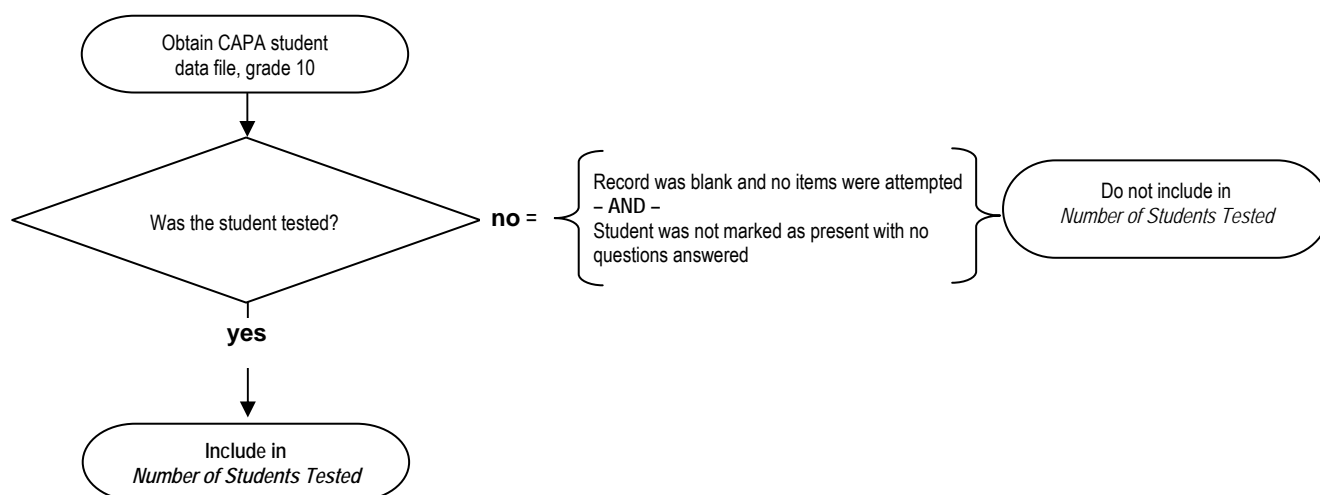 Obtain CAPA student
data file, grade 10
Was the student tested?
no =
Record was blank and no items were attempted
– AND –
Student was not marked as present with no
questions answered
Do not include in
Number of Students Tested
yes
Include in
Number of Students Tested